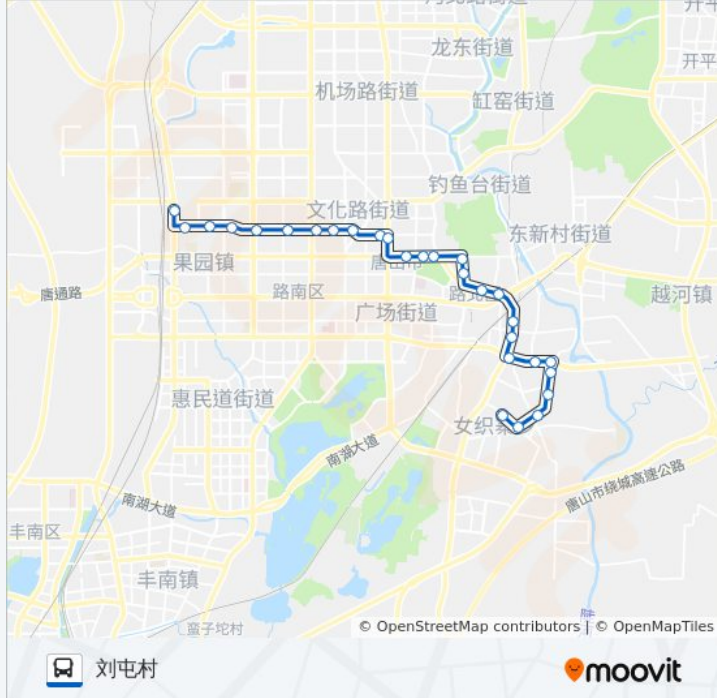 龙东街道
开平
机场路街道
缸窑街道
钓鱼台街道
文化路街道
东新村街道
果园镇
唐山市
唐通路
路南区
路北区
越河镇
广场街道
惠民道街道
女织寨
南湖大道
南湖大道
唐山市绕城高速公路
丰南区
丰南镇
蛮子坨村
陡
© OpenStreetMap contributors | © OpenMapTiles
刘屯村
moovit